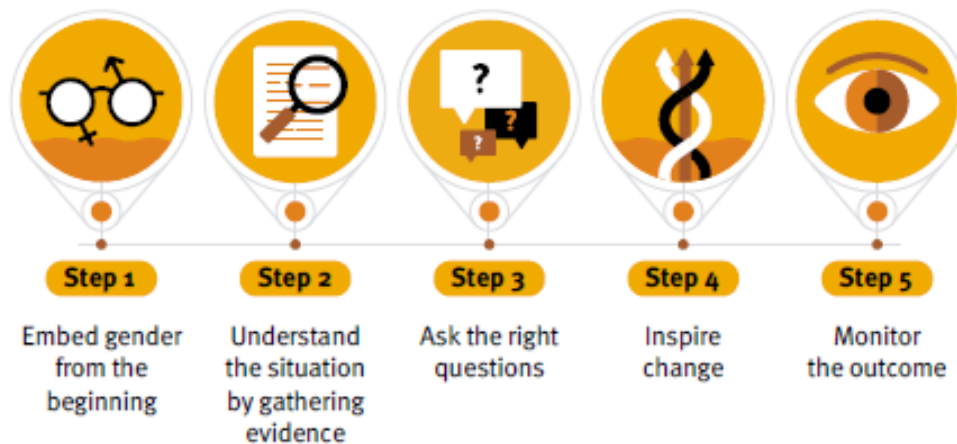 ?
?
?
Step 1
Embed gender
from the
beginning
Step 2
Understand
the situation
by gathering
evidence
Step 3
Ask the right
questions
Step 4
Inspire
change
Step 5
Monitor
the outcome